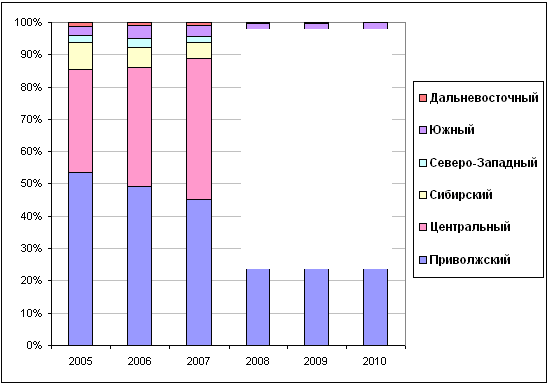 100%
90%
80%
70%
60%
50%
40%
30%
20%
10%
0%
2005 2006 2007 2008 2009 2010
Дальневосточный
Южный
Северо-Западный
Сибирский
Центральный
Приволжский